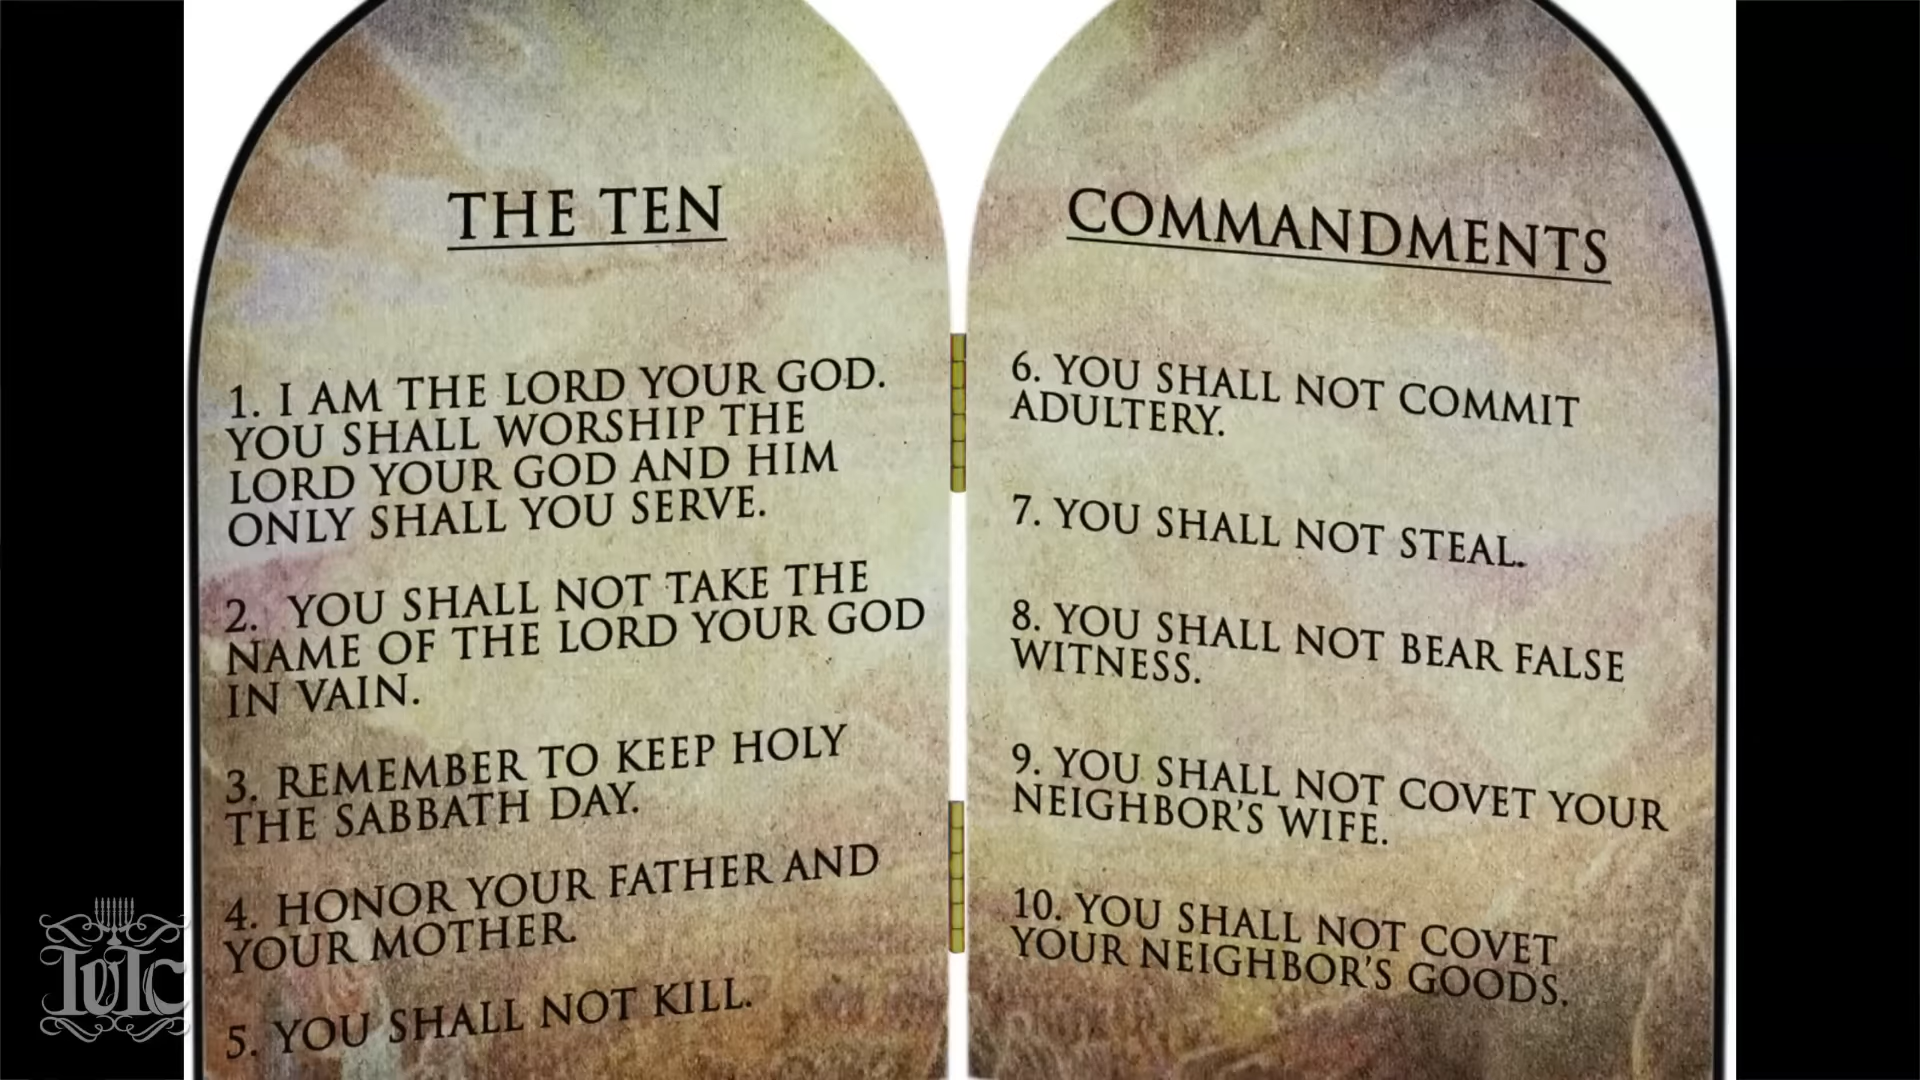 THE TEN
1. I AM THE LORD YOUR GOD.
YOU SHALL WORSHIP THE
LORD YOUR GOD AND HIM
ONLY SHALL YOU SERVE.
2. YOU SHALL NOT TAKE THE
NAME OF THE LORD YOUR GOD
IN VAIN.
3. REMEMBER TO KEEP HOLY
THE SABBATH DAY.
4. HONOR YOUR FATHER AND
YOUR MOTHER.
5. YOU SHALL NOT KILL.
COMMANDMENTS
6. YOU SHALL NOT COMMIT
ADULTERY.
7. YOU SHALL NOT STEAL.
8. YOU SHALL NOT BEAR FALSE
WITNESS.
9. YOU SHALL NOT COVET YOUR
NEIGHBOR'S WIFE.
10. YOU SHALL NOT COVET
YOUR NEIGHBOR'S GOODS.
IUIC